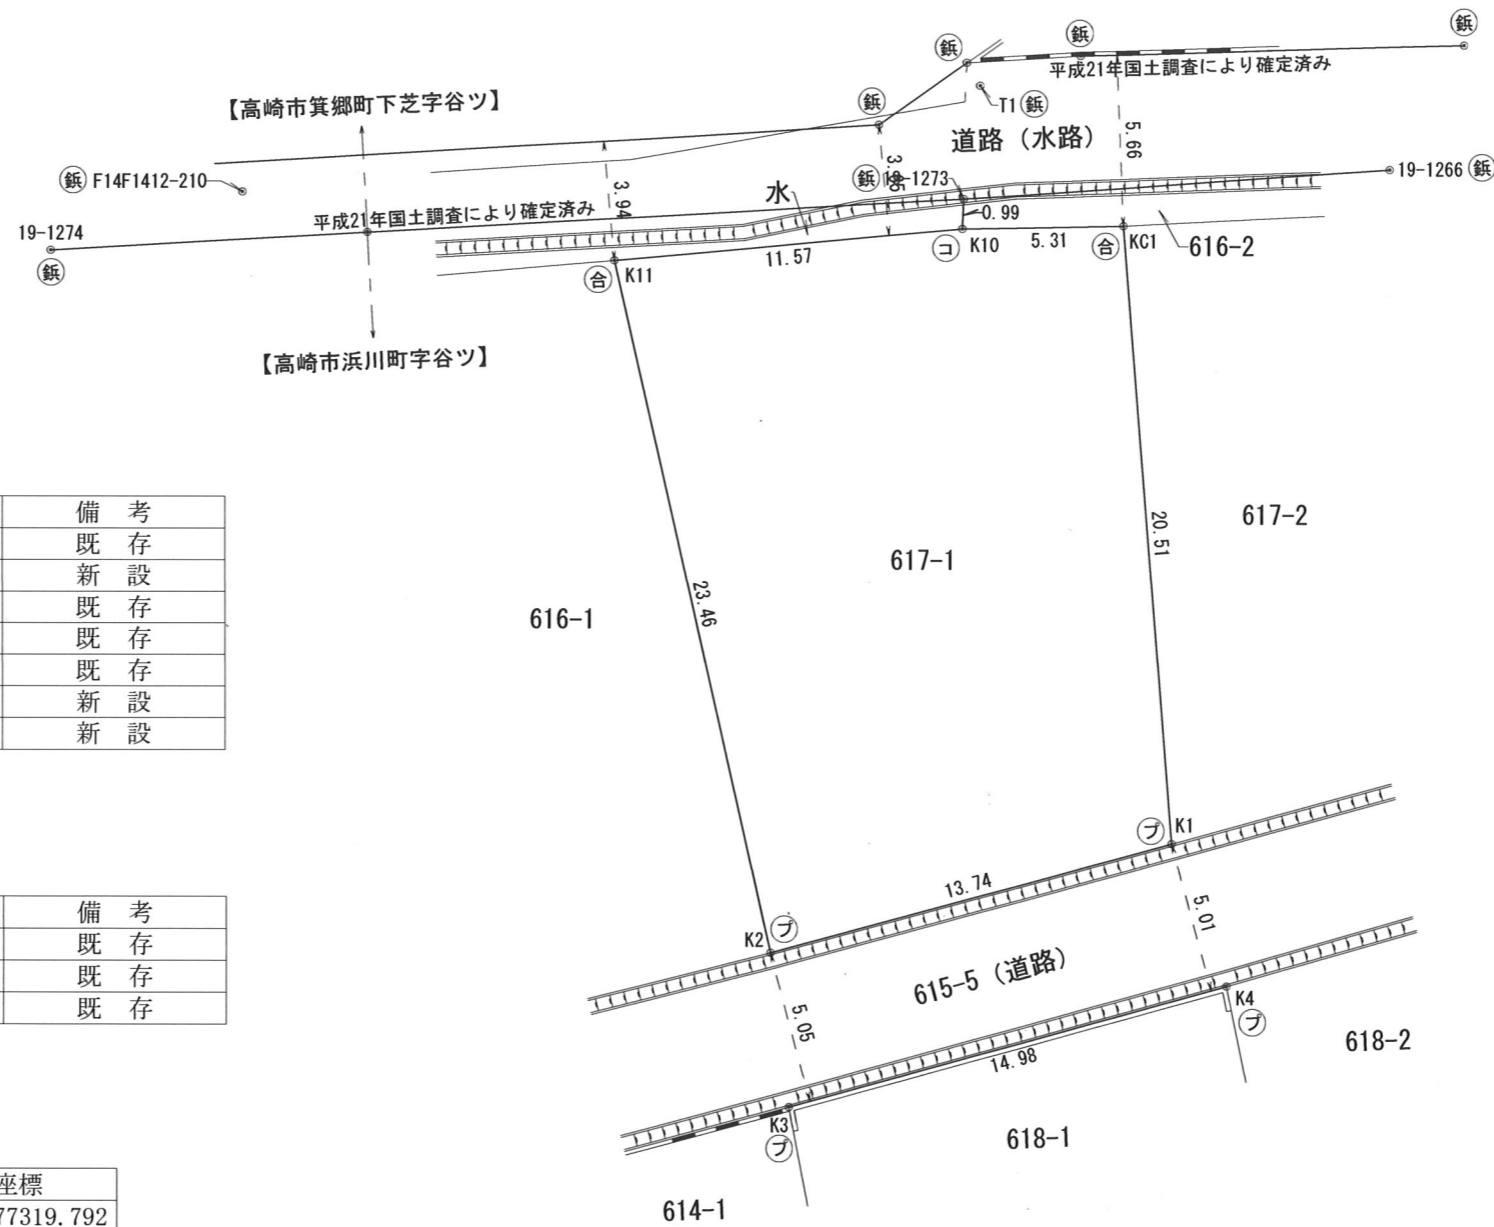 鋲
鋲
鋲
平成21年国土調査により確定済み
【高崎市箕郷町下芝字谷ツ】
鋲
T1 鋲
道路（水路）
5.66
鋲 F14F1412-210
3.94
3.95
鋲 19-1273
19-1266 鋲
水
平成21年国土調査により確定済み
19-1274
鋲
0.99
コ K10
5.31
合 KC1
616-2
合 K11
11.57
【高崎市浜川町字谷ツ】
備 考
既 存
新 設
既 存
既 存
既 存
新 設
新 設
20.51
617-2
617-1
23.46
616-1
プ K1
13.74
K2 プ
5.01
615-5（道路）
5.05
K4
プ
14.98
618-2
K3
プ
618-1
614-1
備 考
既 存
既 存
既 存
座標
77319.792